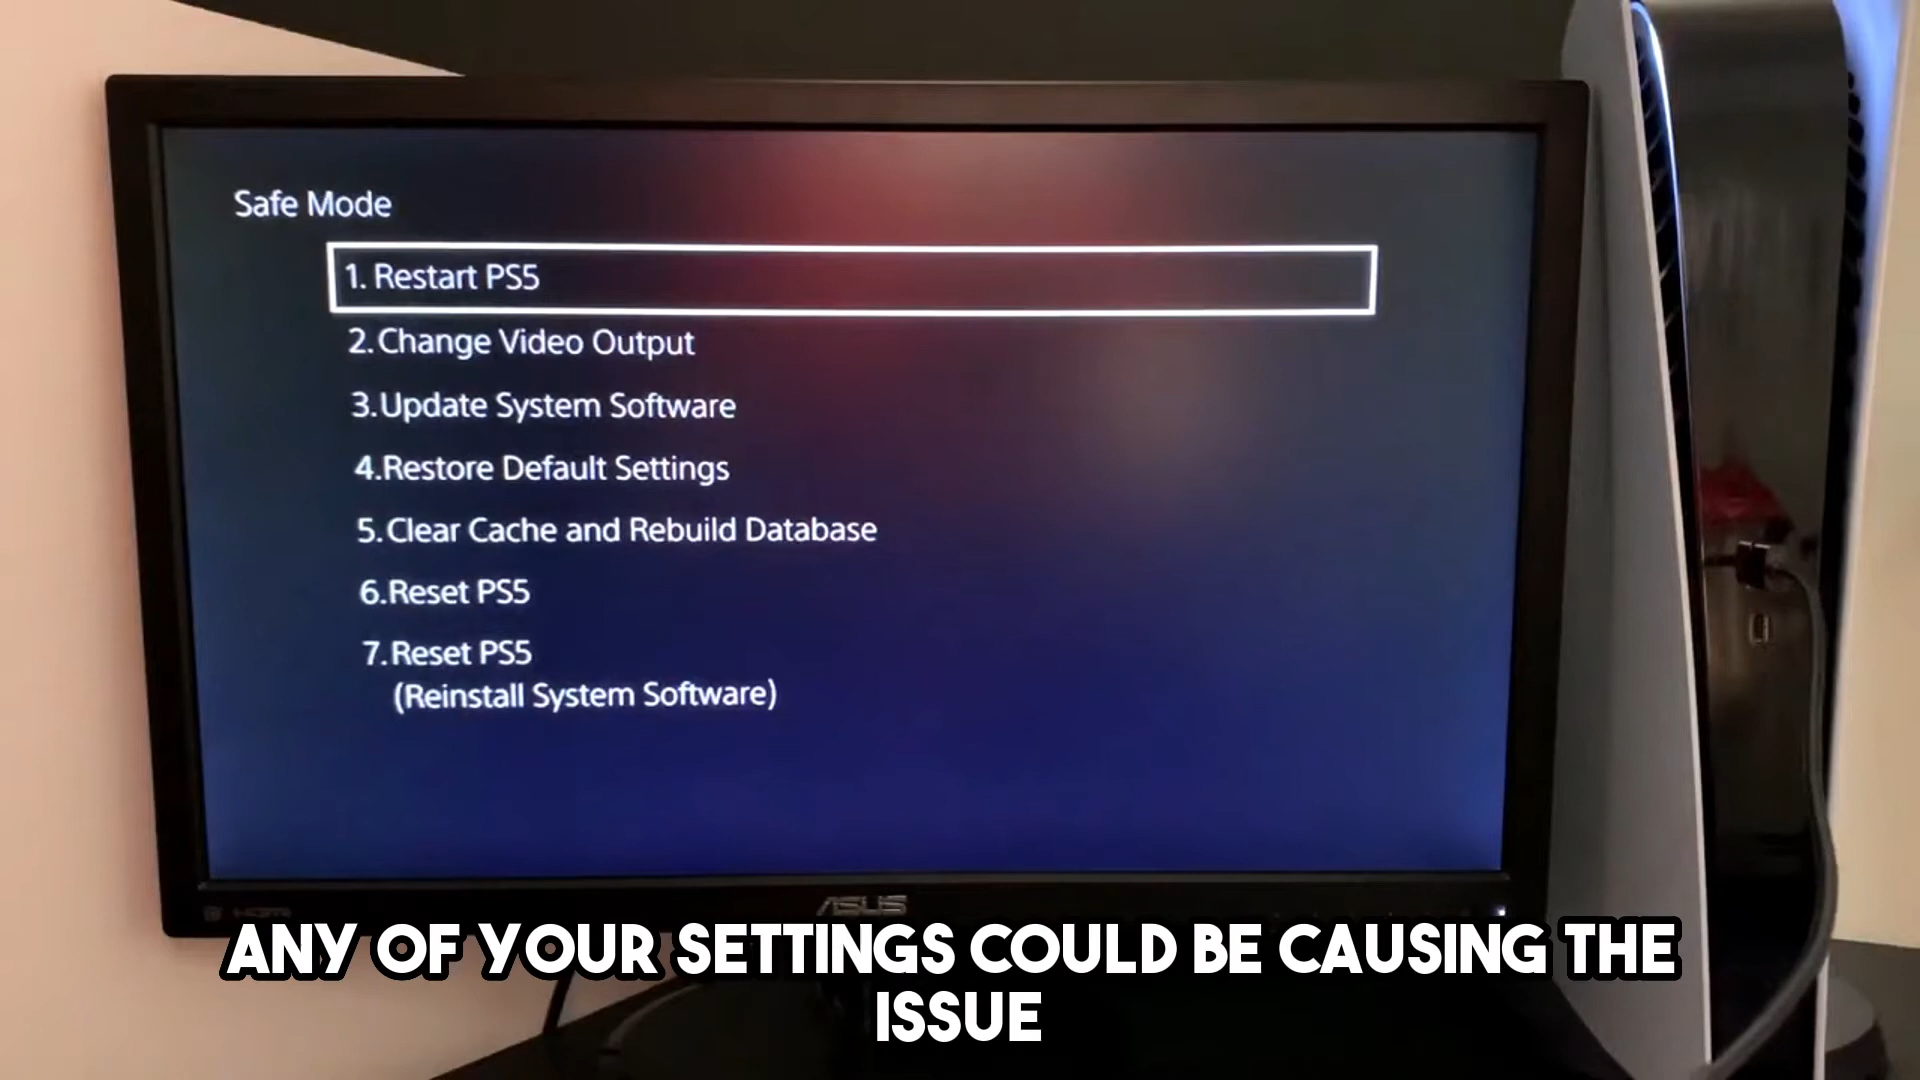 Safe Mode
1. Restart PS5
2. Change Video Output
3. Update System Software
4. Restore Default Settings
5. Clear Cache and Rebuild Database
6. Reset PS5
7. Reset PS5
(Reinstall System Software)
HDMI
ASUS
ANY OF YOUR SETTINGS COULD BE CAUSING THE
ISSUE